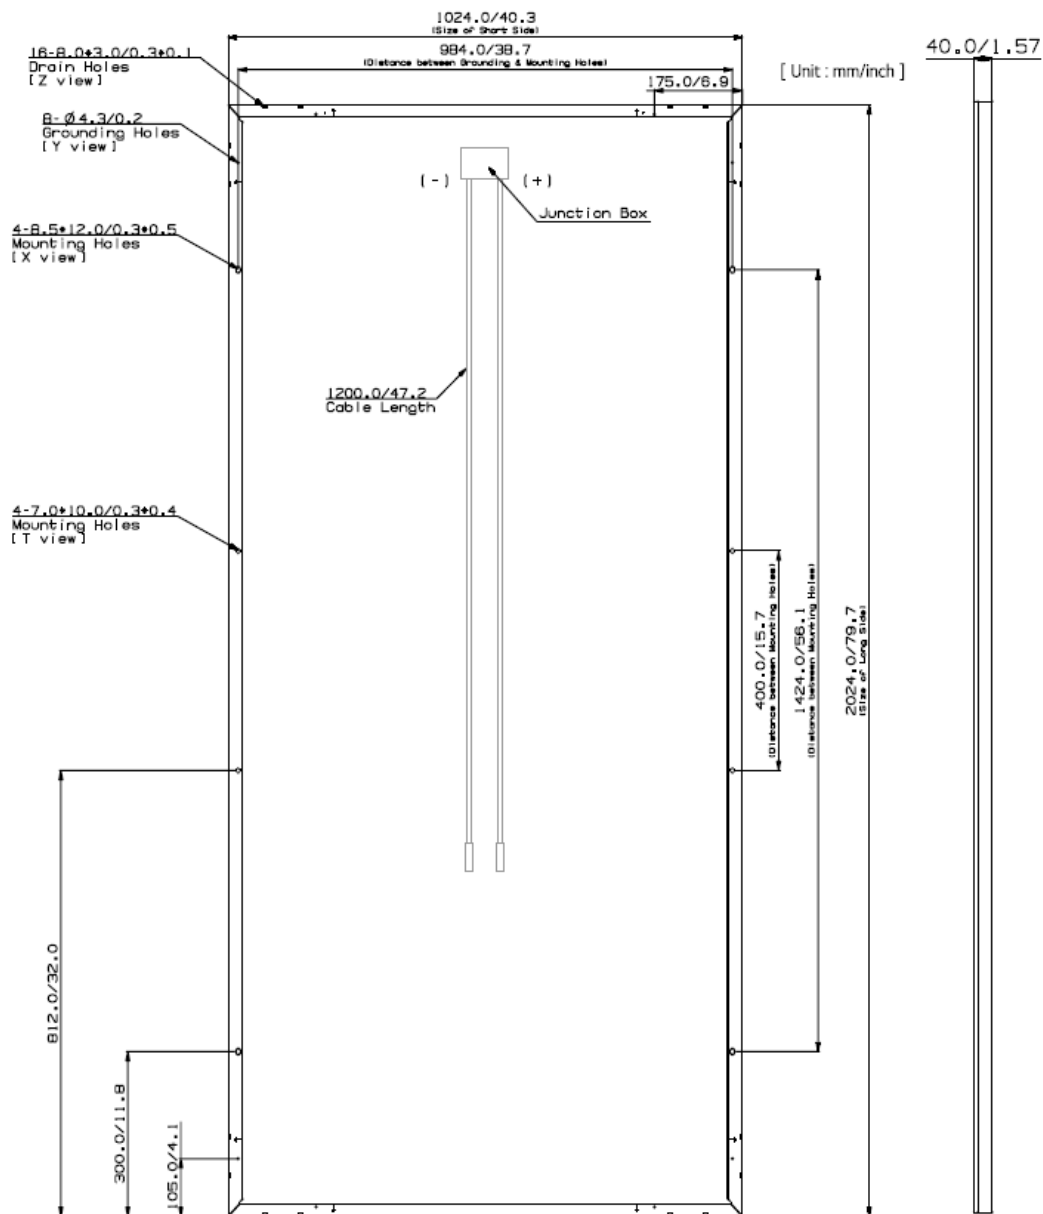 1024.0/40.3
(Size of Short Side)
984.0/38.7
(Distance between Grounding & Mounting Holes)
40.0/1.57
[ Unit : mm/inch ]
175.0/6.9
16-8.0*3.0/0.3*0.1
Drain Holes
[Z view]
8-Ø4.3/0.2
Grounding Holes
[Y view]
(-)
(+)
Junction Box
4-8.5*12.0/0.3*0.5
Mounting Holes
[X view]
1200.0/47.2
Cable Length
4-7.0*10.0/0.3*0.4
Mounting Holes
[T view]
400.0/15.7
(Distance between Mounting Holes)
1424.0/56.1
(Distance between Mounting Holes)
2024.0/79.7
(Size of Long Side)
812.0/32.0
300.0/11.8
105.0/4.1